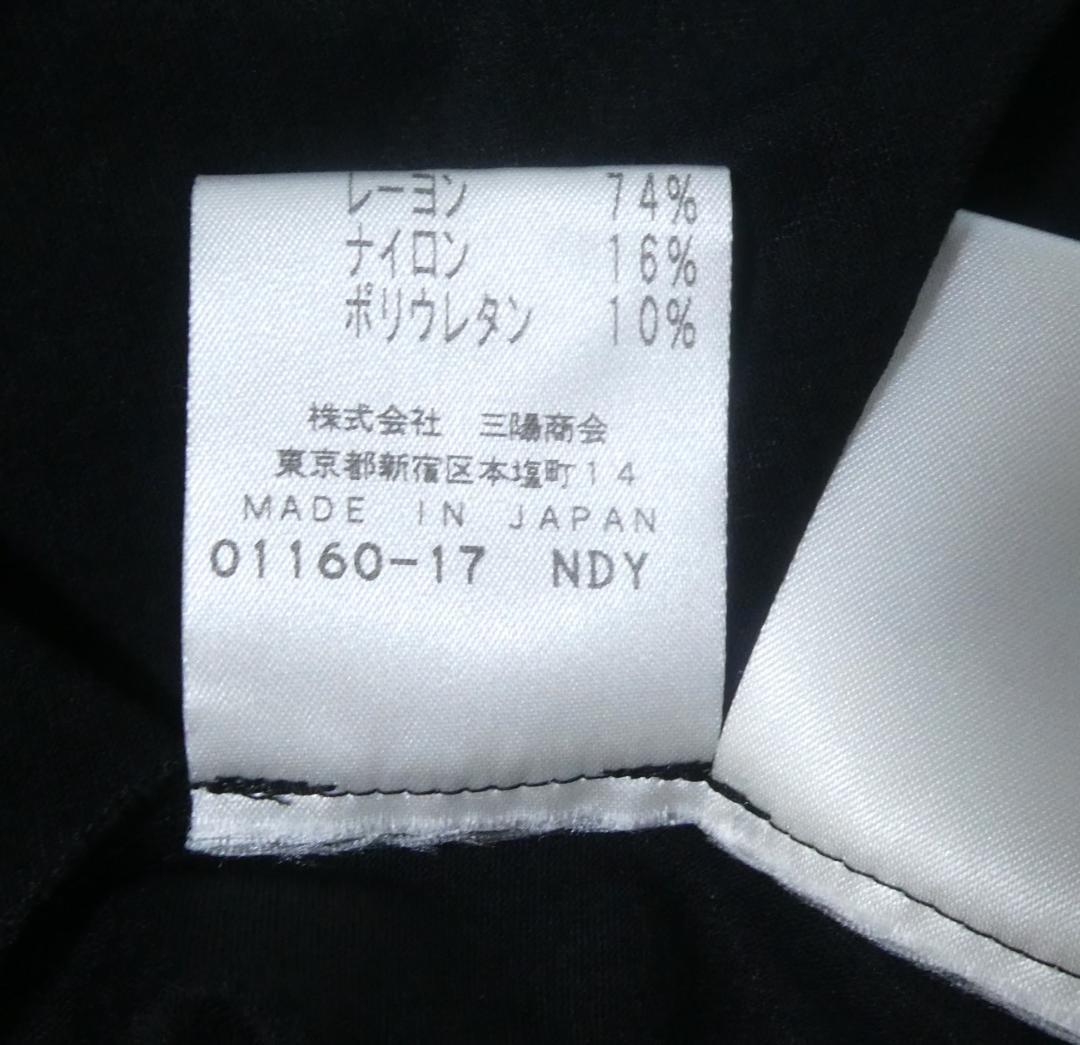 レーヨン 74%
ナイロン 16%
ポリウレタン 10%
株式会社 三陽商会
東京都新宿区本塩町14
MADE IN JAPAN
01160-17 NDY